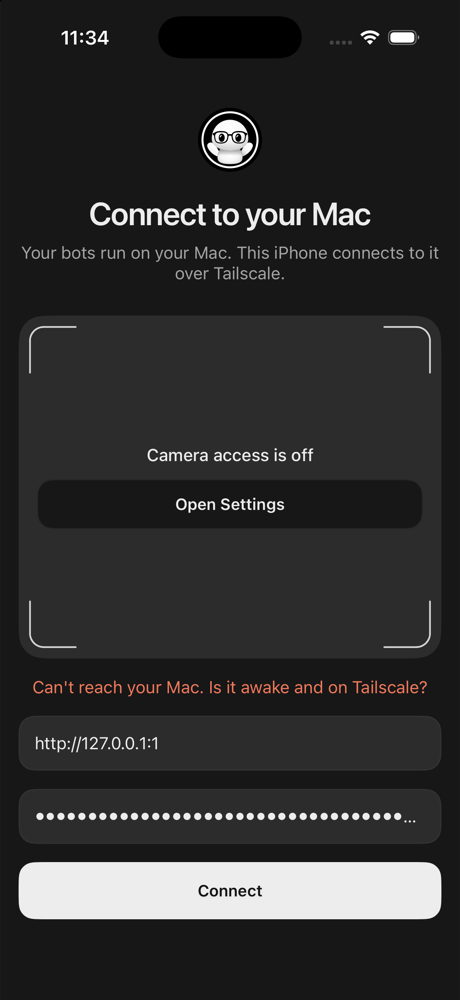 11:34
Connect to your Mac
Your bots run on your Mac. This iPhone connects to it
over Tailscale.
Camera access is off
Open Settings
Can't reach your Mac. Is it awake and on Tailscale?
http://127.0.0.1:1
•••••••••••••••••••••••••••••••••••...
Connect